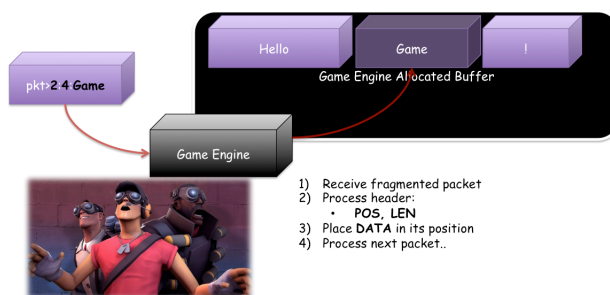 Hello
Game
!
Game Engine Allocated Buffer
pkt>2 4 Game
Game Engine
1) Receive fragmented packet
2) Process header:
• POS, LEN
3) Place DATA in its position
4) Process next packet..